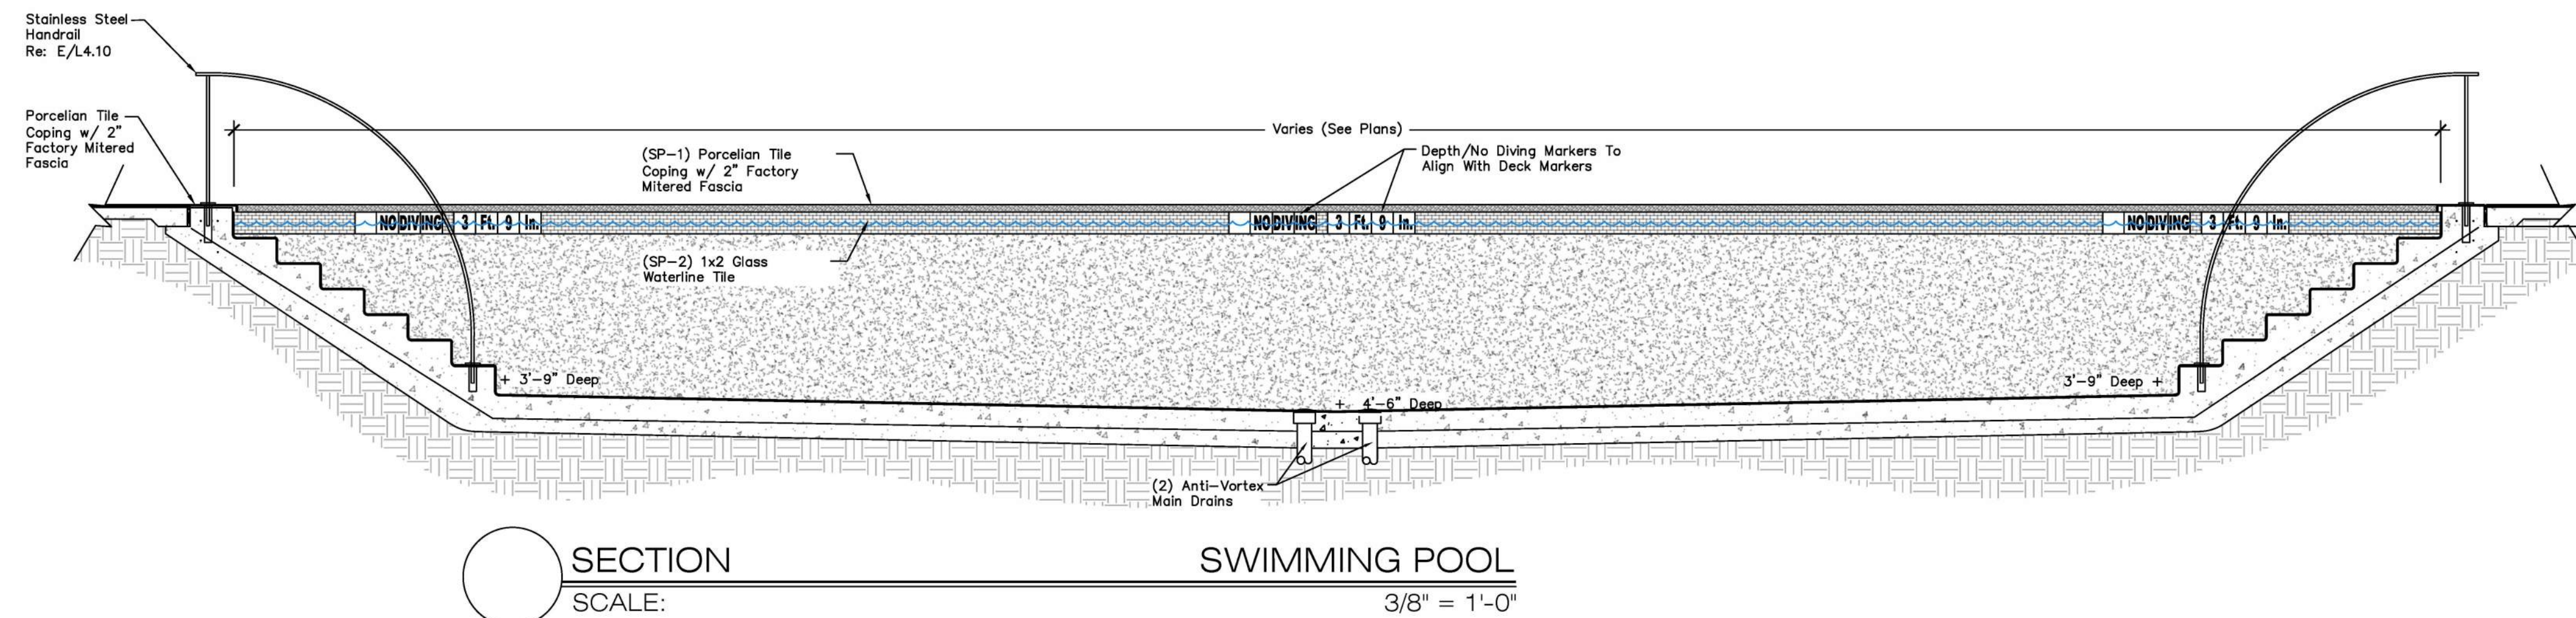 Stainless Steel
Handrail
Re: E/L4.10
Porcelian Tile
Coping w/ 2"
Factory Mitered
Fascia
Varies (See Plans)
(SP-1) Porcelian Tile
Coping w/ 2" Factory
Mitered Fascia
Depth/No Diving Markers To
Align With Deck Markers
NO DIVING 3 Ft. 9 In.
NO DIVING 3 Ft. 9 In.
NO DIVING 3 Ft. 9 In.
(SP-2) 1x2 Glass
Waterline Tile
+ 3'-9" Deep
+ 4'-6" Deep
3'-9" Deep +
(2) Anti-Vortex
Main Drains
SECTION
SWIMMING POOL
SCALE:
3/8" = 1'-0"